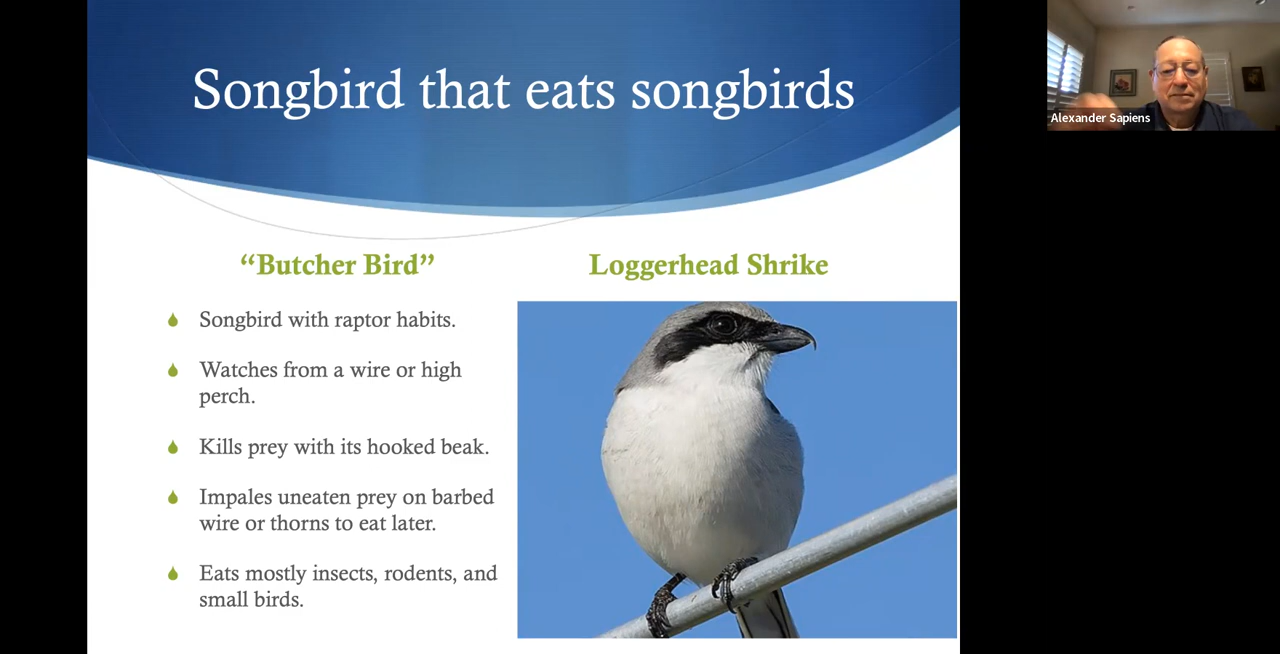 Songbird that eats songbirds
“Butcher Bird”
Songbird with raptor habits.
Watches from a wire or high
perch.
Kills prey with its hooked beak.
Impales uneaten prey on barbed
wire or thorns to eat later.
Eats mostly insects, rodents, and
small birds.
Loggerhead Shrike
Alexander Sapiens